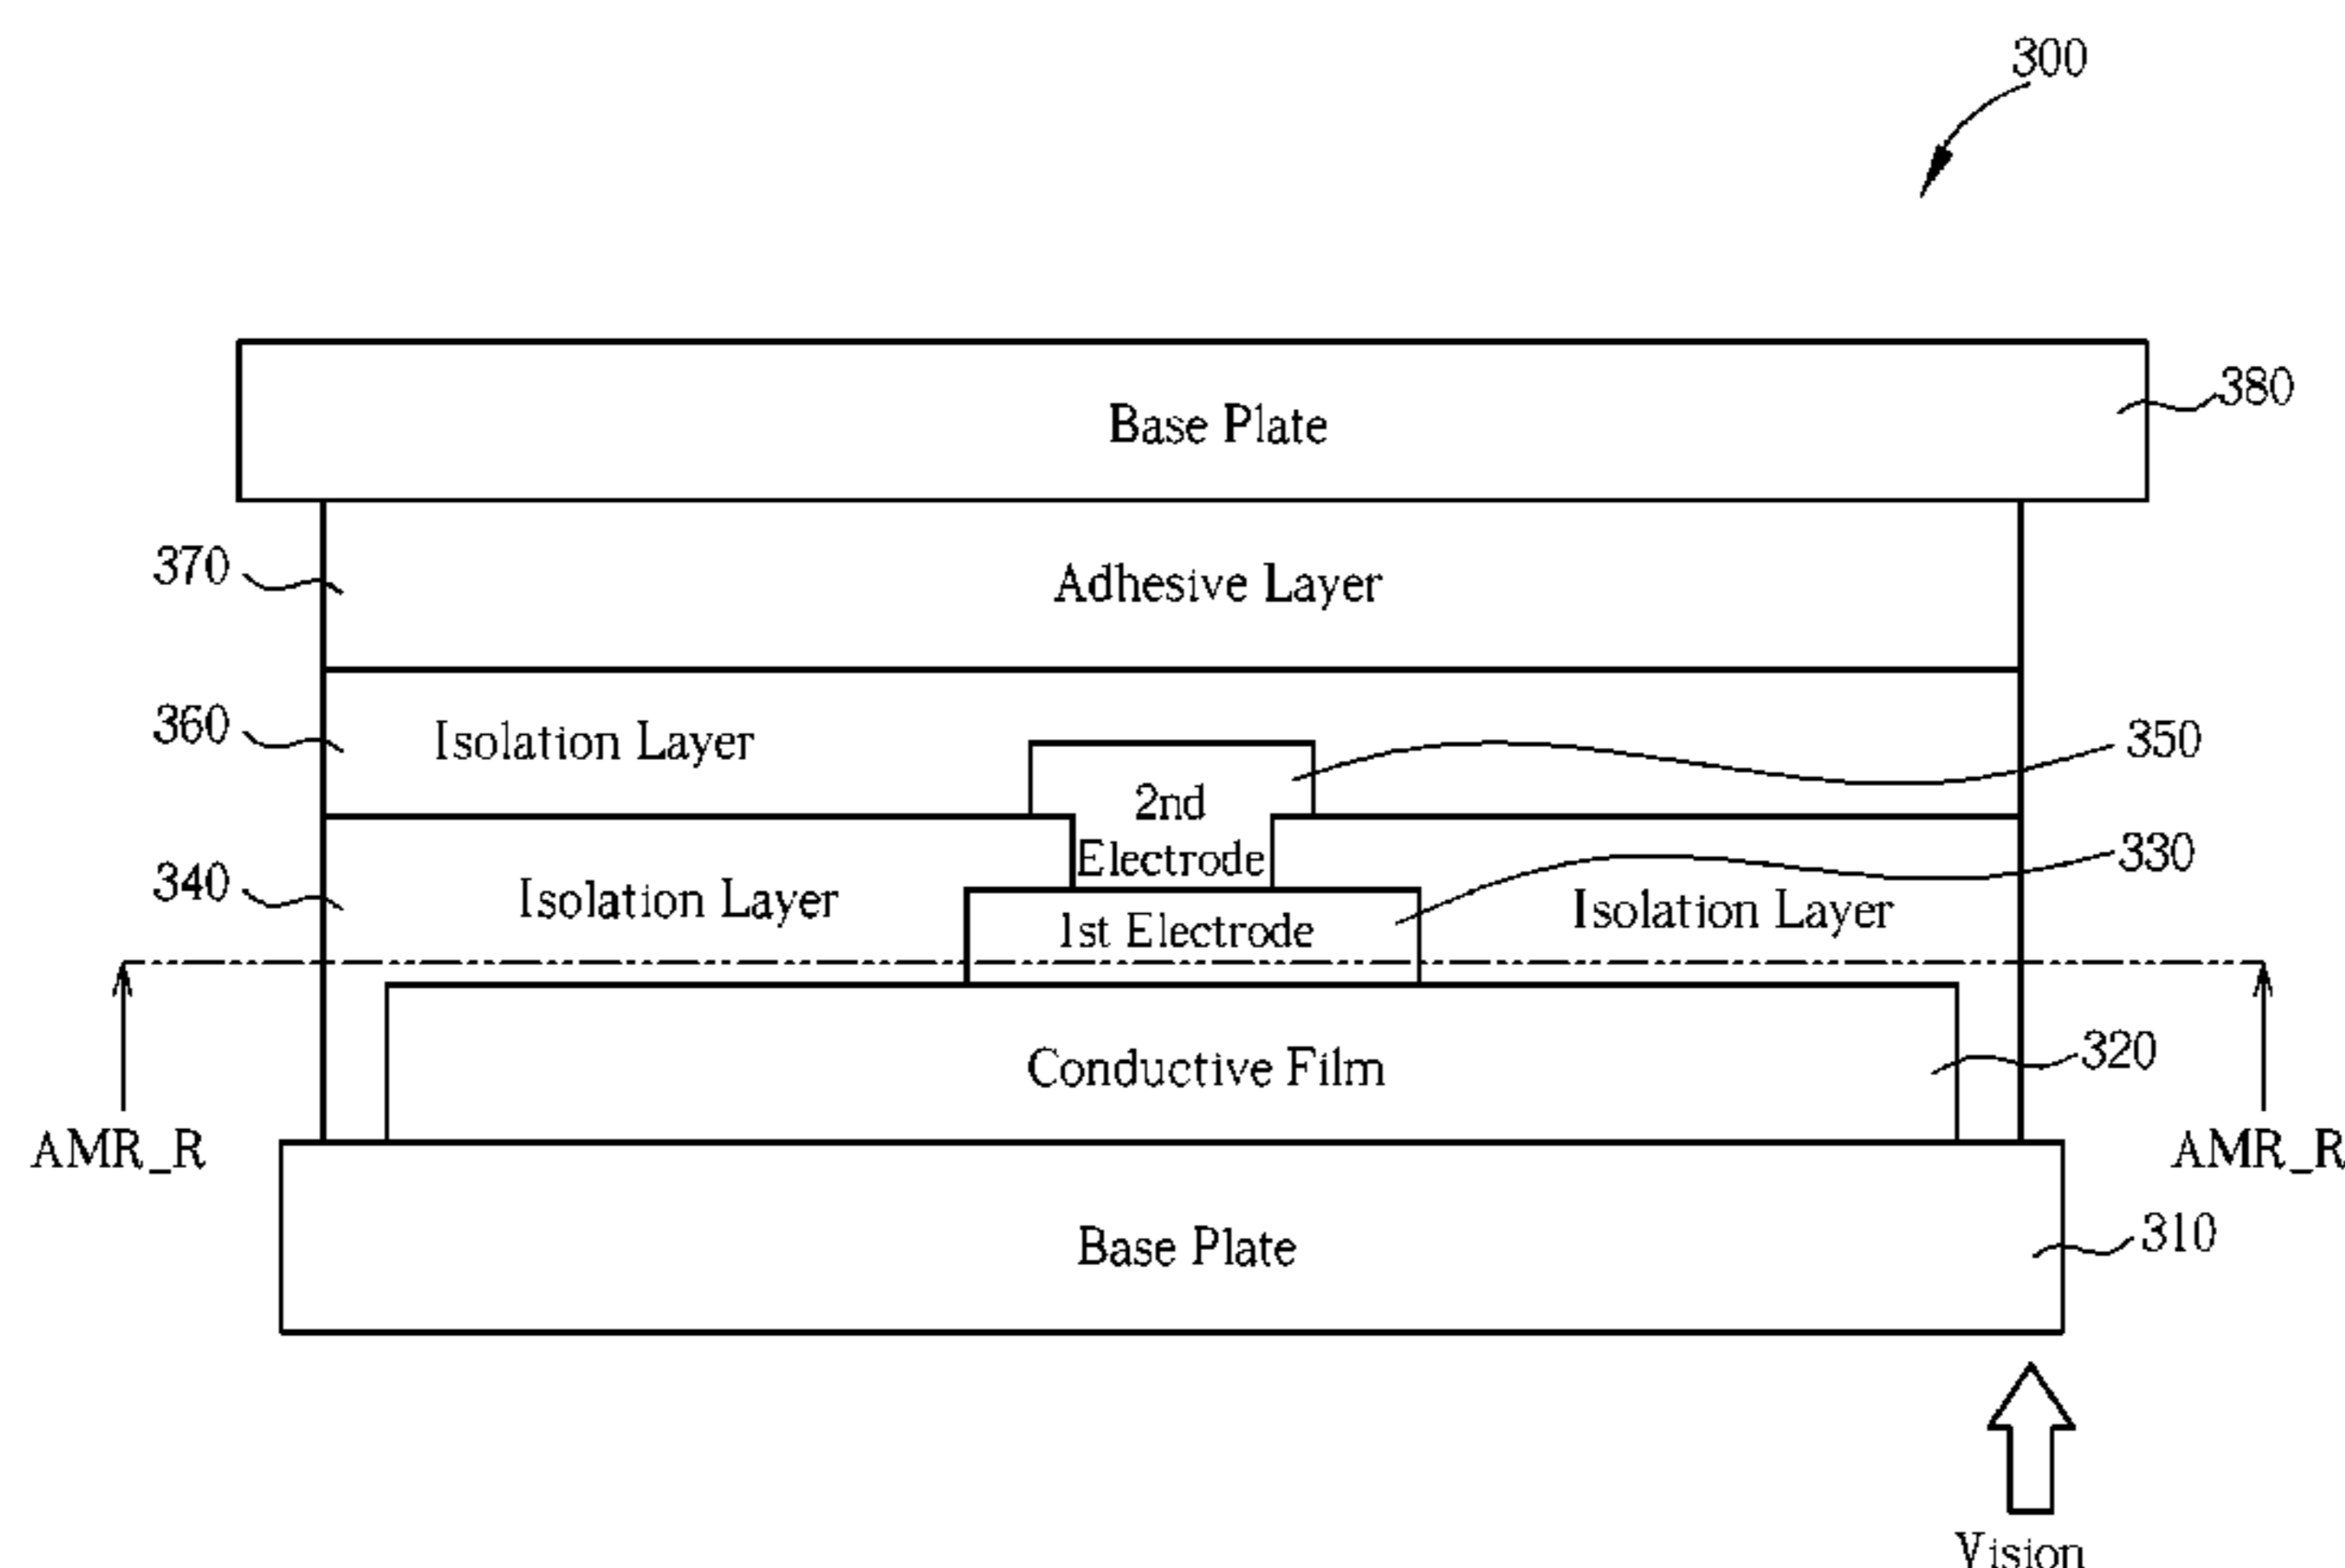 300
Base Plate
380
370
Adhesive Layer
360
Isolation Layer
350
2nd
Electrode
330
340
Isolation Layer
1st Electrode
Isolation Layer
Conductive Film
320
AMR_R
AMR_R
Base Plate
310
Vision